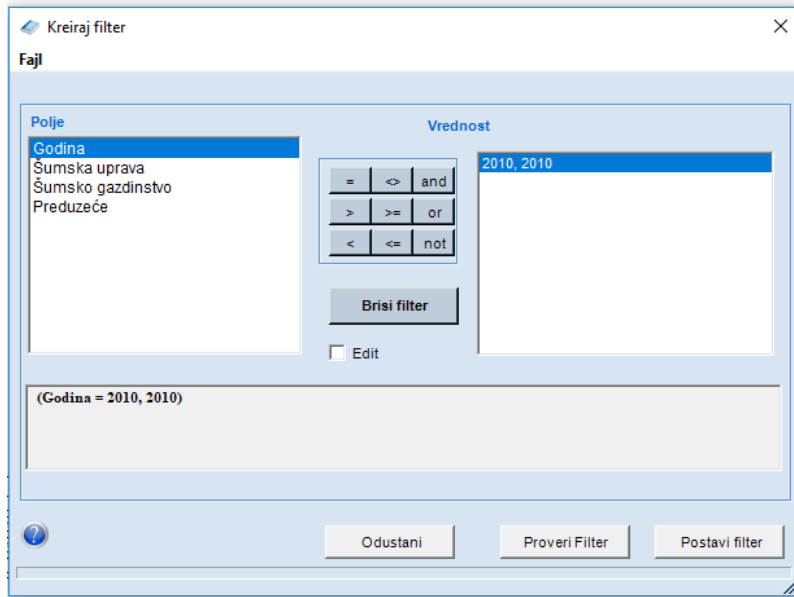 Kreiraj filter
Fajl
Polje
Vrednost
Godina
Šumska uprava
Šumsko gazdinstvo
Preduzeće
= <> and
> >= or
< <= not
2010, 2010
Brisi filter
Edit
(Godina = 2010, 2010)
?
Odustani
Proveri Filter
Postavi filter